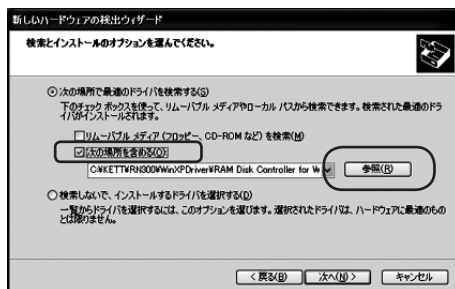 新しいハードウェアの検出ウィザード
検索とインストールのオプションを選んでください。
次の場所で最適のドライバを検索する(S)
下のチェック ボックスを使って、リムーバブル メディアやローカル パスから検索できます。検索された最適のドラ
イバがインストールされます。
リムーバブル メディア (フロッピー、CD-ROM など) を検索(M)
次の場所を含める(O):
C:¥KETT¥RN300¥WinXPDriver¥RAM Disk Controller for W
参照(R)
検索しないで、インストールするドライバを選択する(D)
一覧からドライバを選択するには、このオプションを選びます。選択されたドライバは、ハードウェアに最適のもの
とは限りません。
< 戻る(B)
次へ(N) >
キャンセル